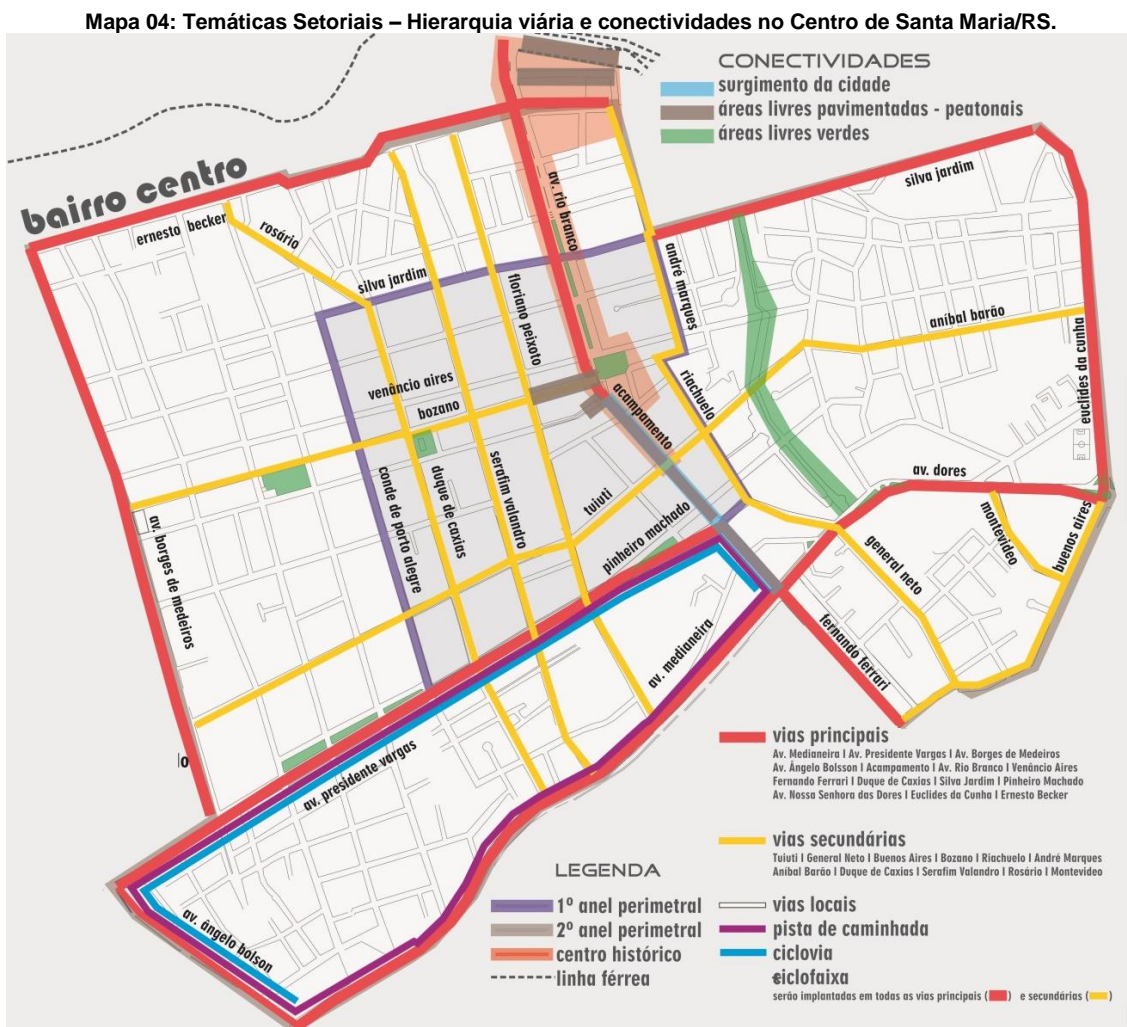 Mapa 04: Temáticas Setoriais – Hierarquia viária e conectividades no Centro de Santa Maria/RS.
CONECTIVIDADES
surgimento da cidade
áreas livres pavimentadas - peatonais
áreas livres verdes
bairro centro
ernesto becker
rosário
silva jardim
av. rio branco
silva jardim
floriano peixoto
andré marques
aníbal barão
euclides da cunha
venâncio aires
bozano
acampamento
riachuelo
av. borges de medeiros
conde de porto alegre
duque de caxias
serafim valandro
tuiuti
pinheiro machado
av. dores
montevideo
buenos aires
general neto
fernando ferrari
av. medianeira
lo
av. presidente vargas
av. ângelo bolson
vias principais
Av. Medianeira I Av. Presidente Vargas I Av. Borges de Medeiros
Av. Ângelo Bolsson I Acampamento I Av. Rio Branco I Venâncio Aires
Fernando Ferrari I Duque de Caxias I Silva Jardim I Pinheiro Machado
Av. Nossa Senhora das Dores I Euclides da Cunha I Ernesto Becker
vias secundárias
Tuiuti I General Neto I Buenos Aires I Bozano I Riachuelo I André Marques
Aníbal Barão I Duque de Caxias I Serafim Valandro I Rosário I Montevideo
LEGENDA
1º anel perimetral
2º anel perimetral
centro histórico
linha férrea
vias locais
pista de caminhada
ciclovia
ciclofaixa
serão implantadas em todas as vias principais ( ) e secundárias ( )